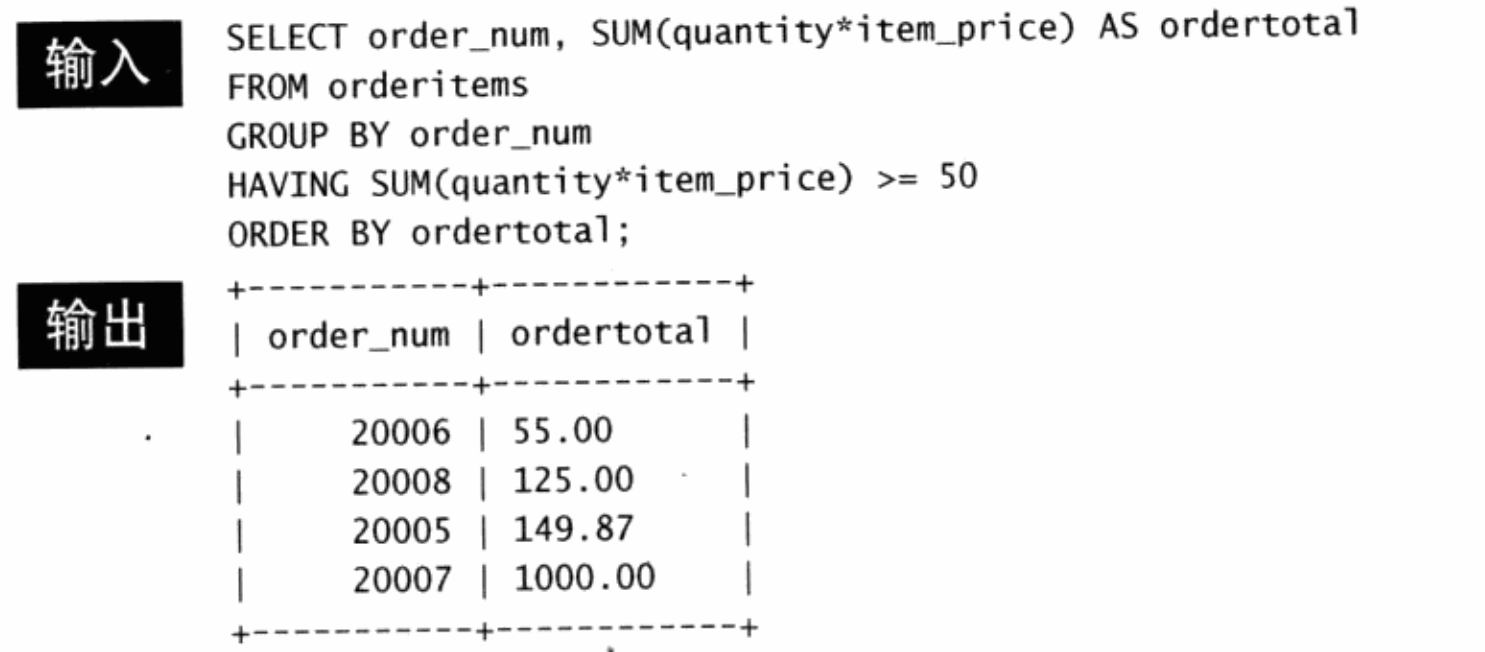 输入
SELECT order_num, SUM(quantity*item_price) AS ordertotal
FROM orderitems
GROUP BY order_num
HAVING SUM(quantity*item_price) >= 50
ORDER BY ordertotal;
输出
+-----------+------------+
| order_num | ordertotal |
+-----------+------------+
|     20006 | 55.00      |
|     20008 | 125.00     |
|     20005 | 149.87     |
|     20007 | 1000.00    |
+-----------+------------+